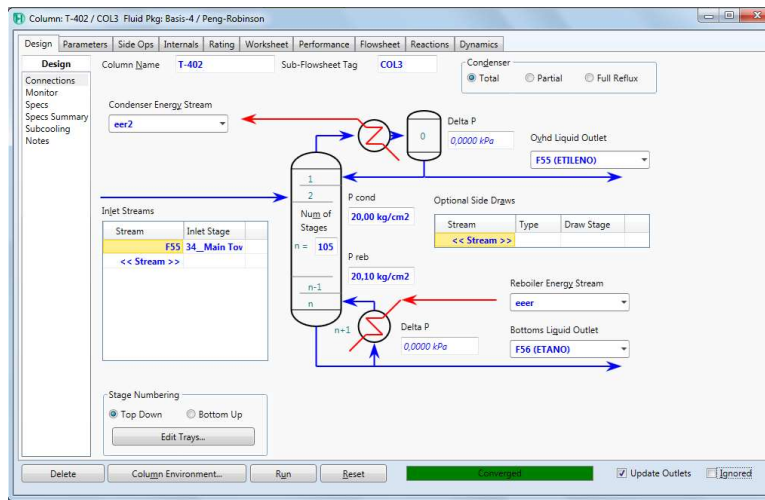 Column: T-402 / COL3 Fluid Pkg: Basis-4 / Peng-Robinson
Design Parameters Side Ops Internals Rating Worksheet Performance Flowsheet Reactions Dynamics
Design
Connections
Monitor
Specs
Specs Summary
Subcooling
Notes
Column Name T-402
Sub-Flowsheet Tag COL3
Condenser
Total Partial Full Reflux
Condenser Energy Stream
eer2
Delta P
0,0000 kPa
0
Ovhd Liquid Outlet
F55 (ETILENO)
Inlet Streams
Stream Inlet Stage
F55 34__Main Tov
<< Stream >>
1
2
Num of
Stages
n = 105
n-1
n
n+1
P cond
20,00 kg/cm2
P reb
20,10 kg/cm2
Optional Side Draws
Stream Type Draw Stage
<< Stream >>
Reboiler Energy Stream
eeer
Delta P
0,0000 kPa
Bottoms Liquid Outlet
F56 (ETANO)
Stage Numbering
Top Down Bottom Up
Edit Trays...
Delete Column Environment... Run Reset Converged Update Outlets Ignored